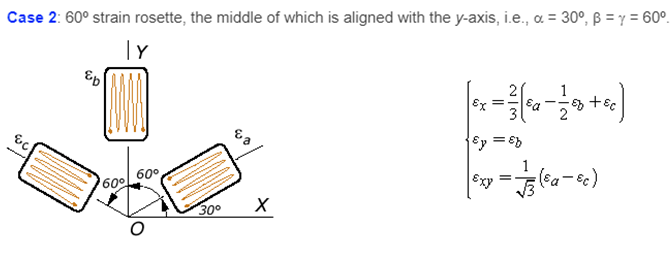 Case 2: 60º strain rosette, the middle of which is aligned with the y-axis, i.e., α = 30º, β = γ = 60º.
Y
εb
εc
εa
60º
60º
30º
X
O
εx = 2/3 (εa − 1/2 εb + εc)
εy = εb
εxy = 1/√3 (εa − εc)